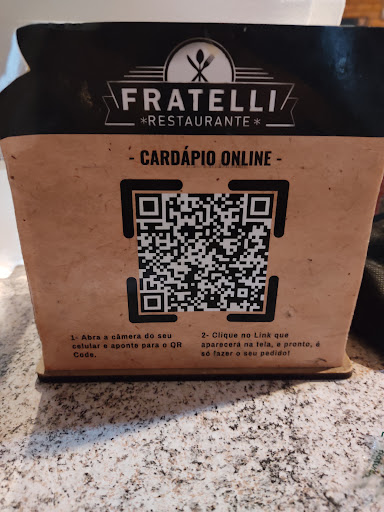 FRATELLI
*RESTAURANTE*
- CARDÁPIO ONLINE -
1- Abra a câmera do seu
celular e aponte para o QR
Code.
2- Clique no Link que
aparecerá na tela, e pronto, é
só fazer o seu pedido!